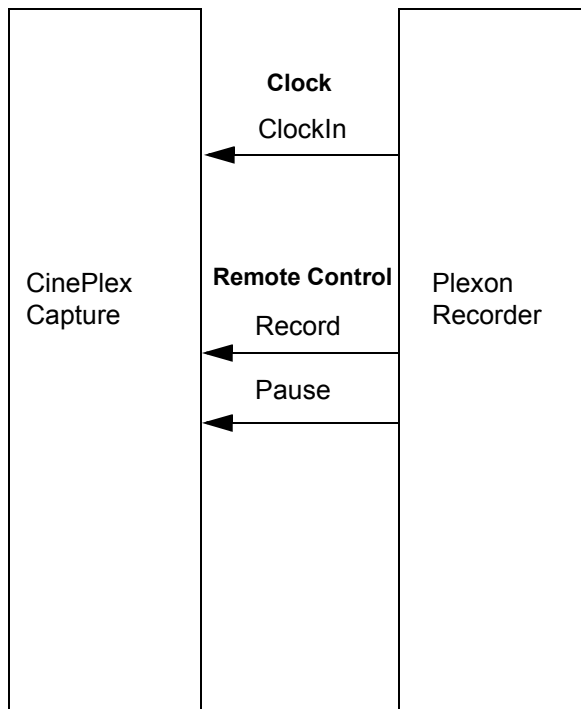 Clock
ClockIn
CinePlex
Capture
Remote Control
Plexon
Recorder
Record
Pause